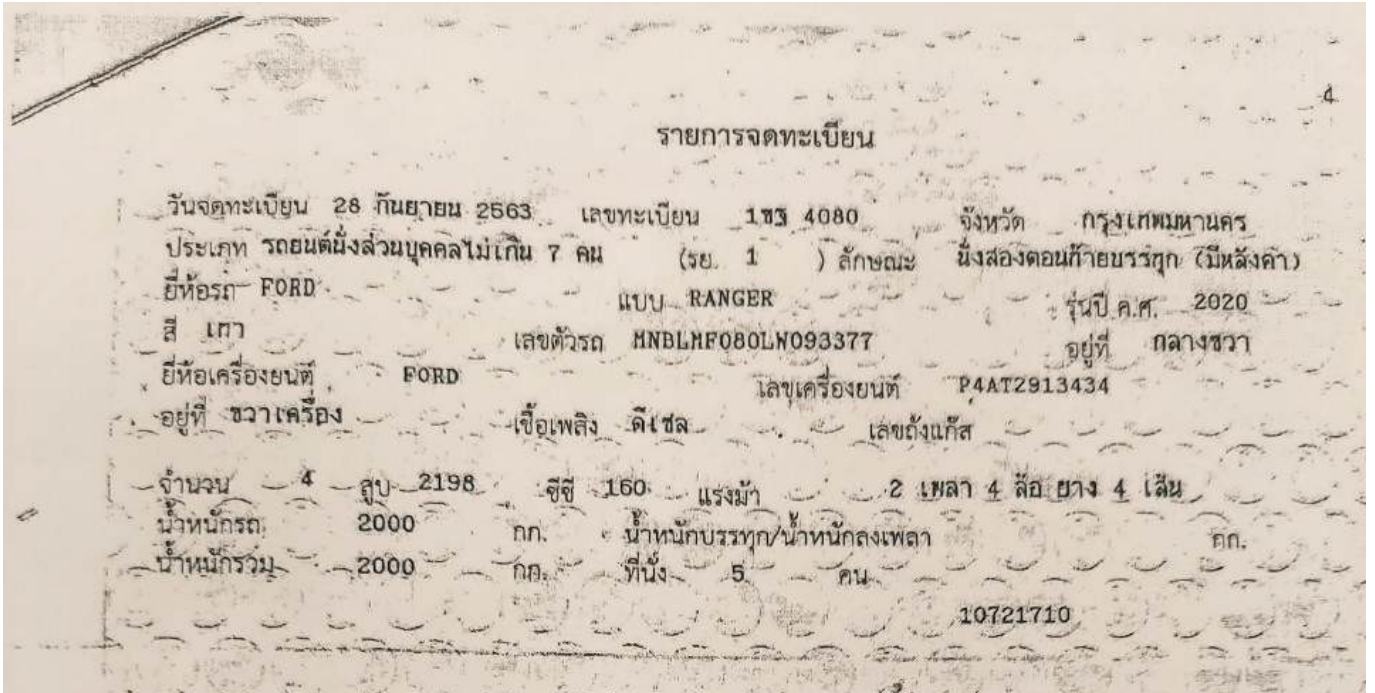 4
รายการจดทะเบียน
วันจดทะเบียน 28 กันยายน 2563 เลขทะเบียน 4080 จังหวัด กรุงเทพมหานคร
ประเภท รถยนต์นั่งส่วนบุคคลไม่เกิน 7 คน (รย. 1 ) ลักษณะ นั่งสองตอนท้ายบรรทุก (มีหลังคา)
ยี่ห้อรถ FORD แบบ RANGER รุ่นปี ค.ศ. 2020
สี เทา เลขตัวรถ MNBLMF080LW093377 อยู่ที่ กลางขวา
ยี่ห้อเครื่องยนต์ FORD เลขเครื่องยนต์ P4AT2913434
อยู่ที่ ขวาเครื่อง เชื้อเพลิง ดีเซล เลขถังแก๊ส
จำนวน 4 สูบ 2198 ซีซี 160 แรงม้า 2 เพลา 4 ล้อ ยาง 4 เส้น
น้ำหนักรถ 2000 กก. น้ำหนักบรรทุก/น้ำหนักลงเพลา กก.
น้ำหนักรวม 2000 กก. ที่นั่ง 5 คน
10721710